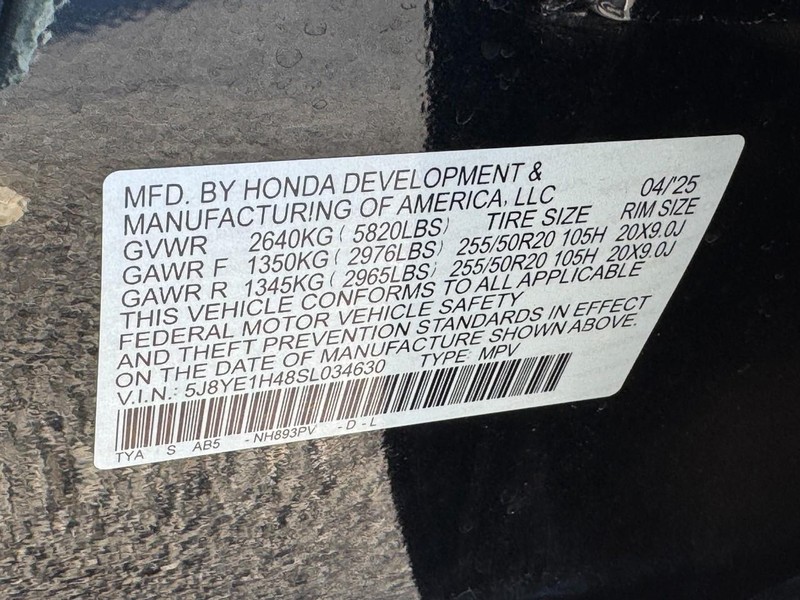 MFD. BY HONDA DEVELOPMENT &
MANUFACTURING OF AMERICA, LLC 04/'25
GVWR 2640KG ( 5820LBS) TIRE SIZE RIM SIZE
GAWR F 1350KG ( 2976LBS) 255/50R20 105H 20X9.0J
GAWR R 1345KG ( 2965LBS) 255/50R20 105H 20X9.0J
THIS VEHICLE CONFORMS TO ALL APPLICABLE
FEDERAL MOTOR VEHICLE SAFETY
AND THEFT PREVENTION STANDARDS IN EFFECT
ON THE DATE OF MANUFACTURE SHOWN ABOVE.
V.I.N.: 5J8YE1H48SL034630 TYPE: MPV
TYA S AB5 - NH893PV - D - L